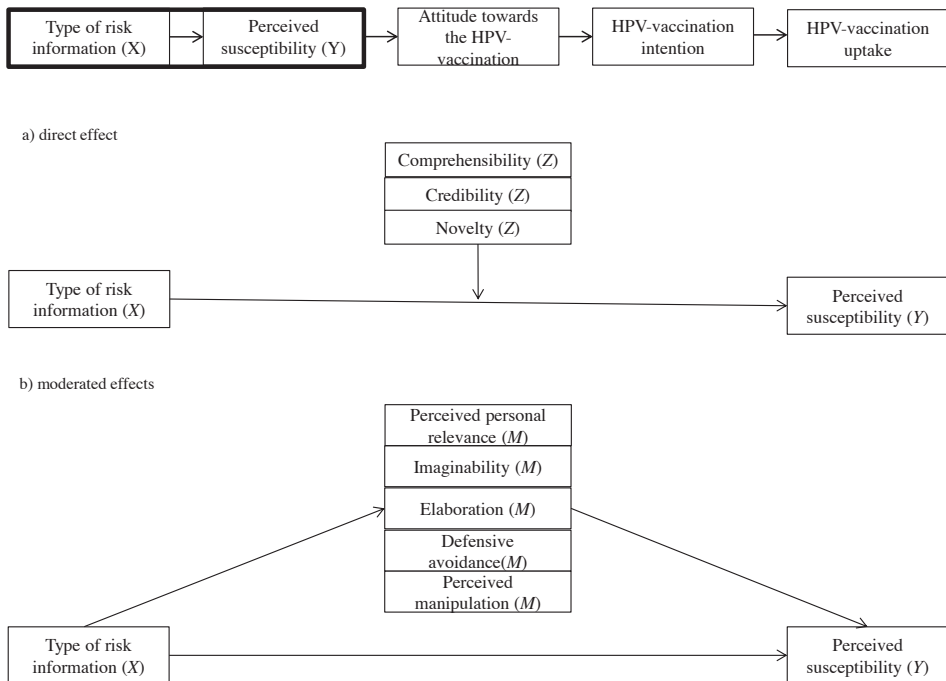 Type of risk
information (X)
Perceived
susceptibility (Y)
Attitude towards
the HPV-
vaccination
HPV-vaccination
intention
HPV-vaccination
uptake
a) direct effect
Comprehensibility (Z)
Credibility (Z)
Novelty (Z)
Type of risk
information (X)
Perceived
susceptibility (Y)
b) moderated effects
Perceived personal
relevance (M)
Imaginability (M)
Elaboration (M)
Defensive
avoidance(M)
Perceived
manipulation (M)
Type of risk
information (X)
Perceived
susceptibility (Y)